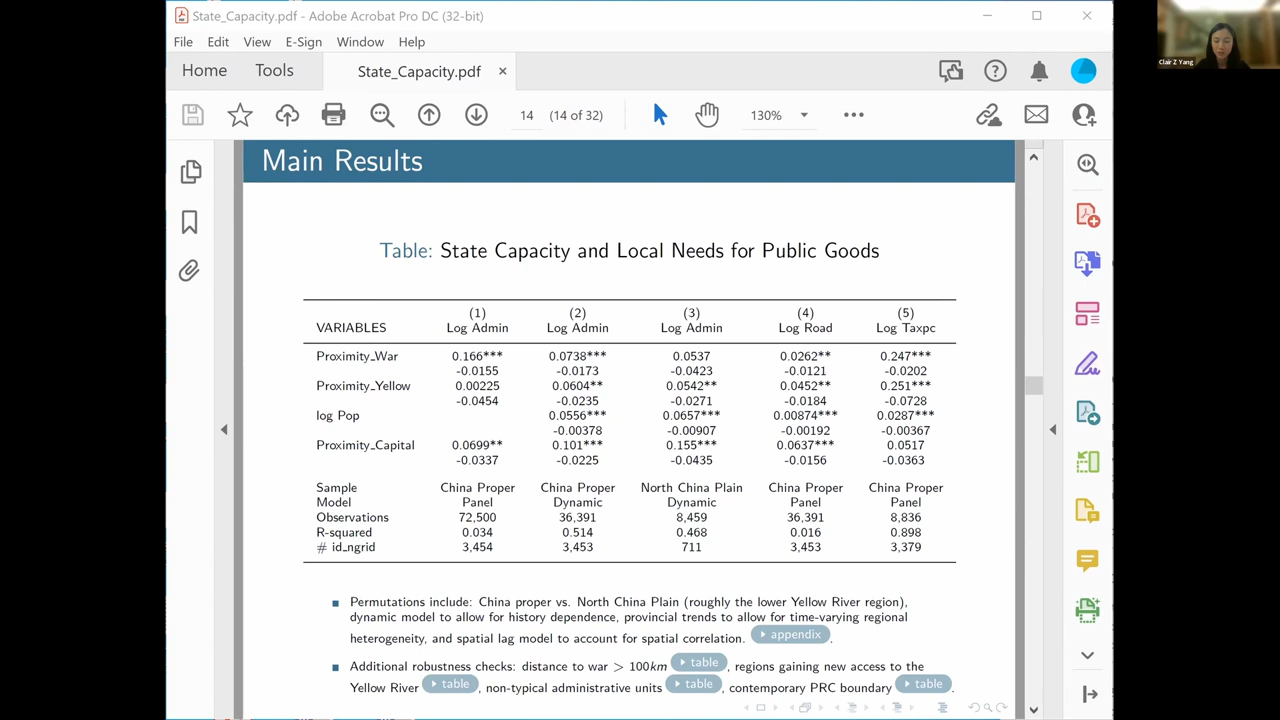 State_Capacity.pdf - Adobe Acrobat Pro DC (32-bit)
File Edit View E-Sign Window Help
Home Tools State_Capacity.pdf ×
14 (14 of 32) 130%
Clair Z Yang
Main Results
Table: State Capacity and Local Needs for Public Goods
(1) (2) (3) (4) (5)
VARIABLES Log Admin Log Admin Log Admin Log Road Log Taxpc
Proximity_War 0.166*** 0.0738*** 0.0537 0.0262** 0.247***
-0.0155 -0.0173 -0.0423 -0.0121 -0.0202
Proximity_Yellow 0.00225 0.0604** 0.0542** 0.0452** 0.251***
-0.0454 -0.0235 -0.0271 -0.0184 -0.0728
log Pop 0.0556*** 0.0657*** 0.00874*** 0.0287***
-0.00378 -0.00907 -0.00192 -0.00367
Proximity_Capital 0.0699** 0.101*** 0.155*** 0.0637*** 0.0517
-0.0337 -0.0225 -0.0435 -0.0156 -0.0363
Sample China Proper China Proper North China Plain China Proper China Proper
Model Panel Dynamic Dynamic Panel Panel
Observations 72,500 36,391 8,459 36,391 8,836
R-squared 0.034 0.514 0.468 0.016 0.898
# id_ngrid 3,454 3,453 711 3,453 3,379
Permutations include: China proper vs. North China Plain (roughly the lower Yellow River region),
dynamic model to allow for history dependence, provincial trends to allow for time-varying regional
heterogeneity, and spatial lag model to account for spatial correlation. appendix .
Additional robustness checks: distance to war > 100km table , regions gaining new access to the
Yellow River table , non-typical administrative units table , contemporary PRC boundary table .